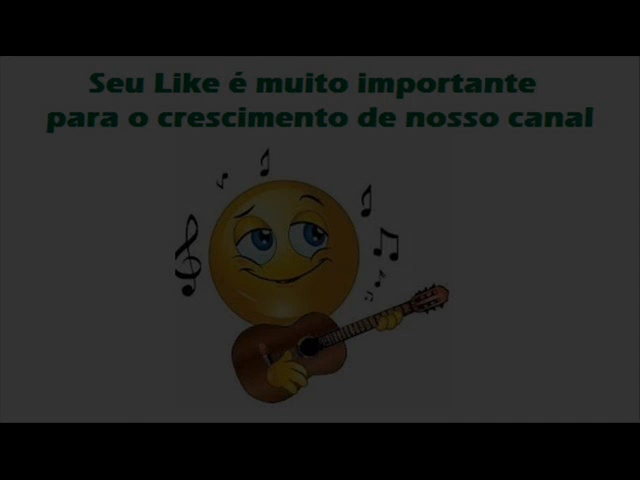 Seu Like é muito importante
para o crescimento de nosso canal